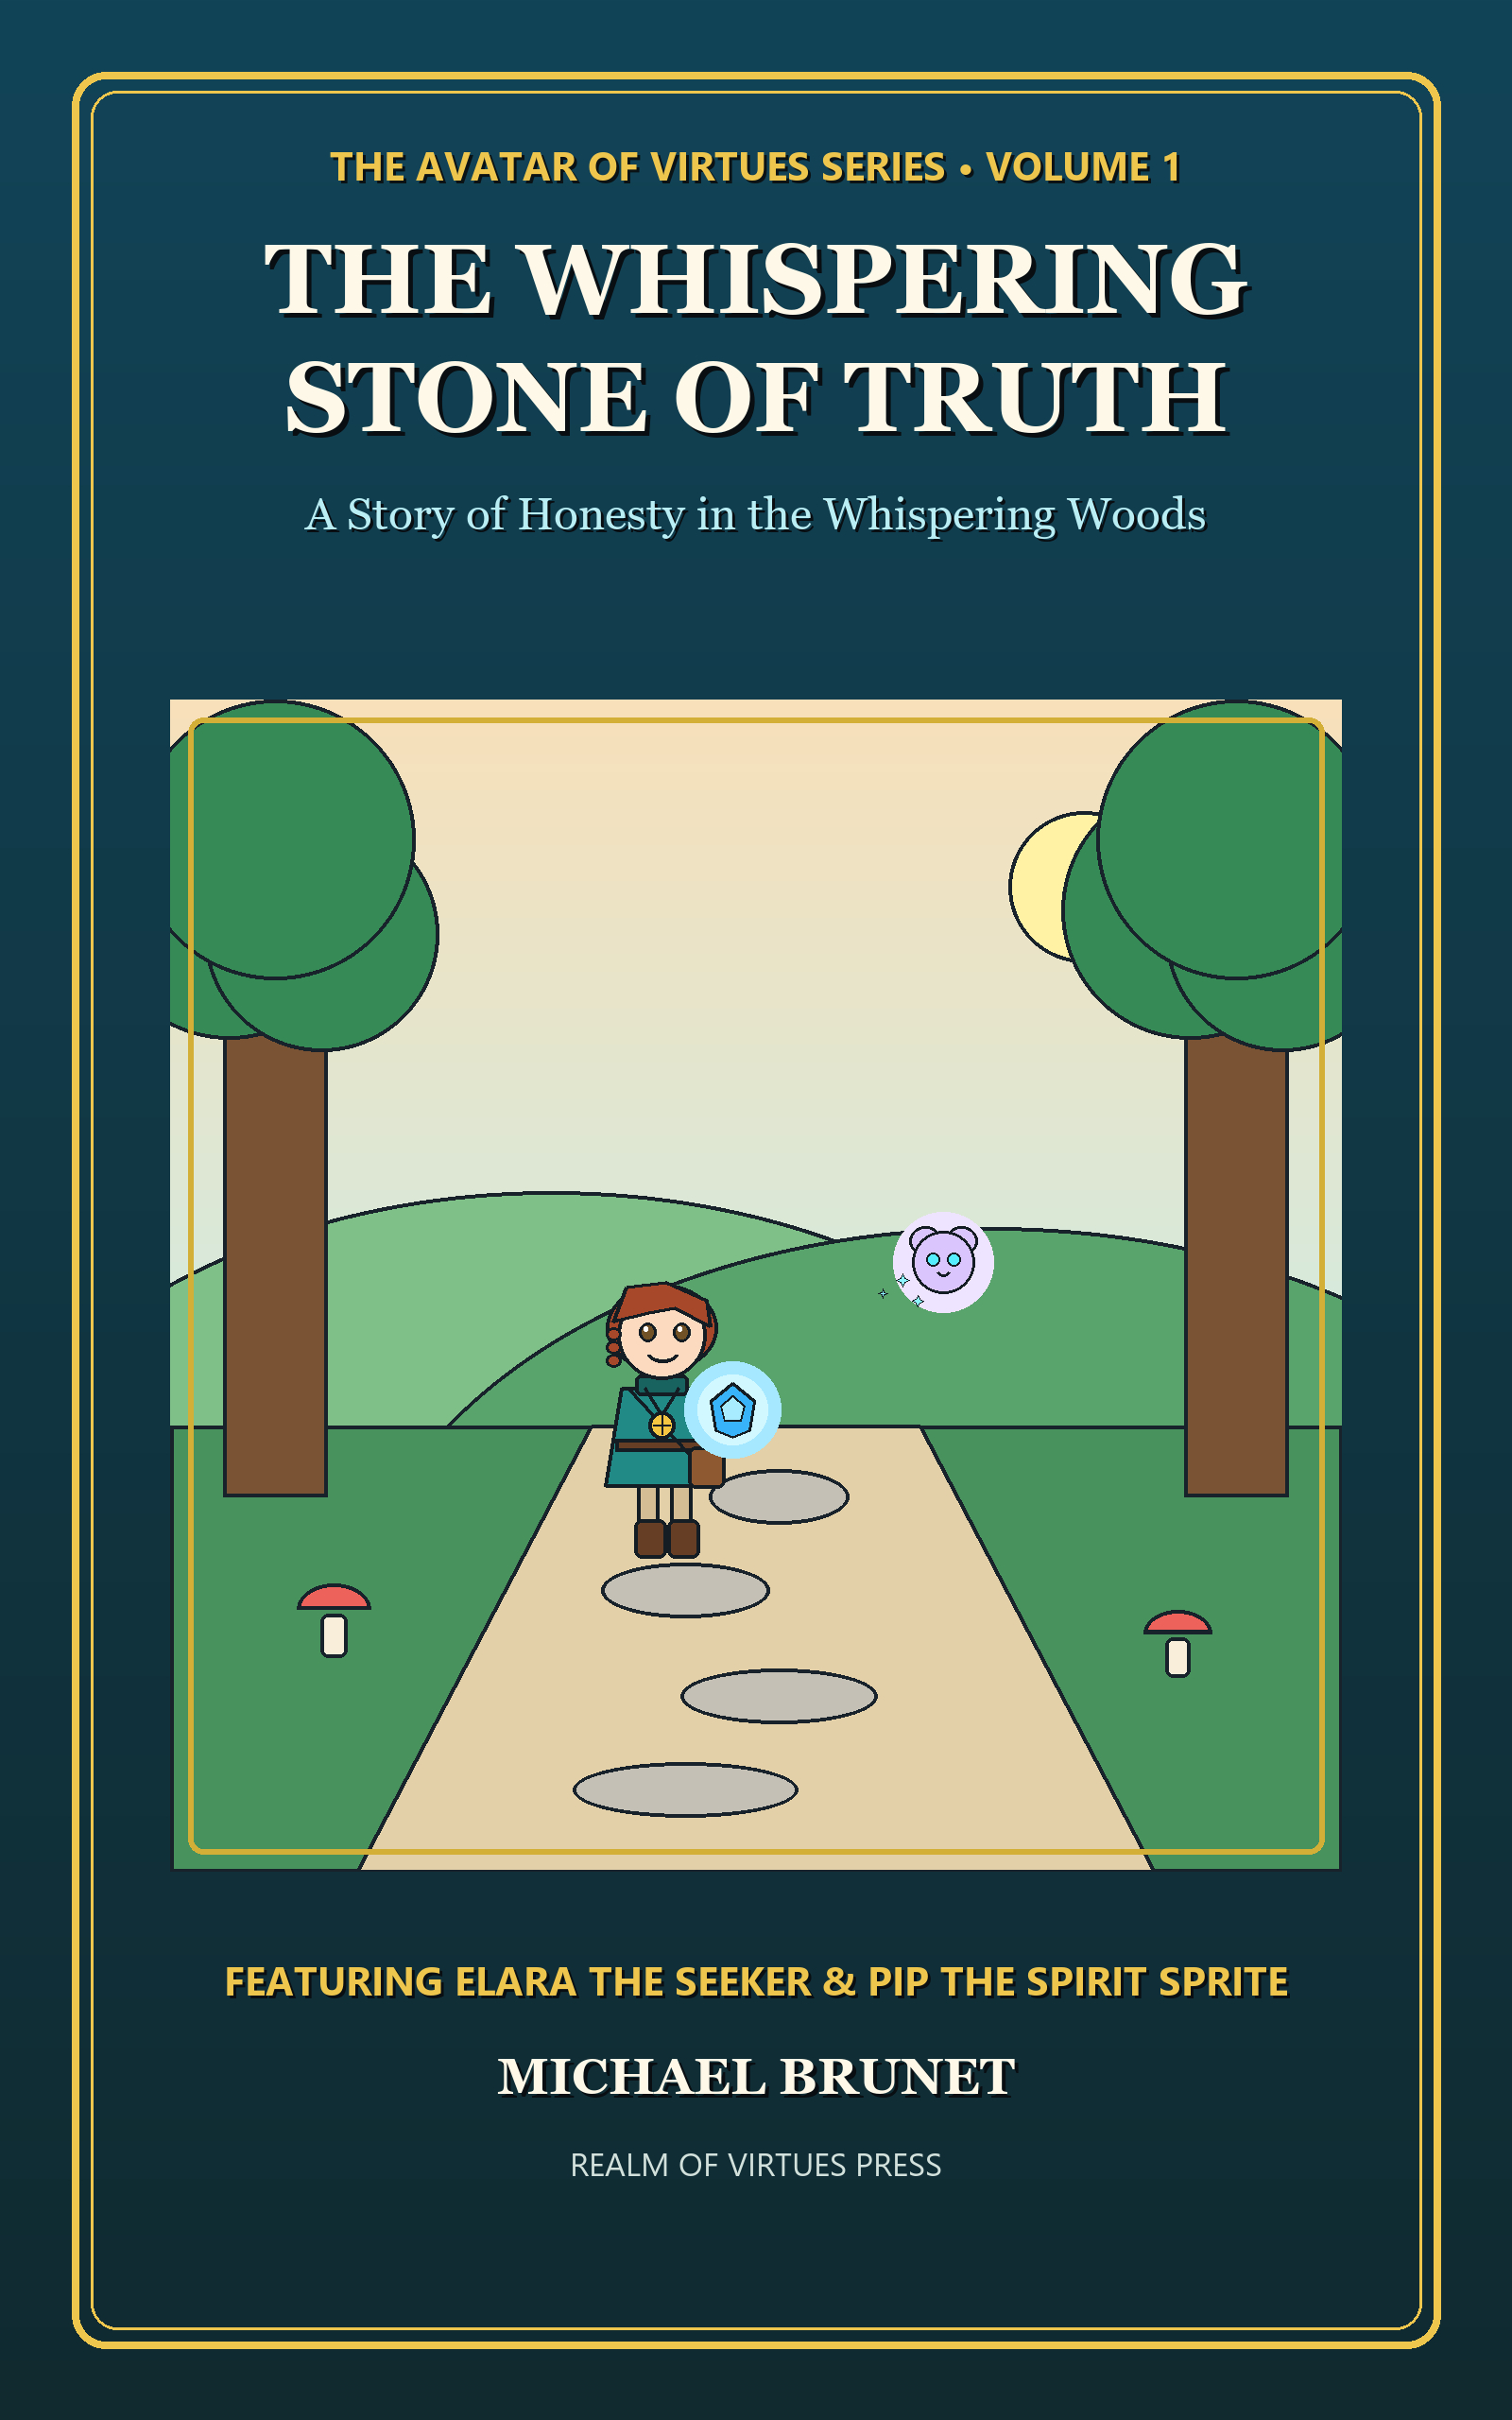 THE AVATAR OF VIRTUES SERIES • VOLUME 1
THE WHISPERING
STONE OF TRUTH
A Story of Honesty in the Whispering Woods
FEATURING ELARA THE SEEKER & PIP THE SPIRIT SPRITE
MICHAEL BRUNET
REALM OF VIRTUES PRESS